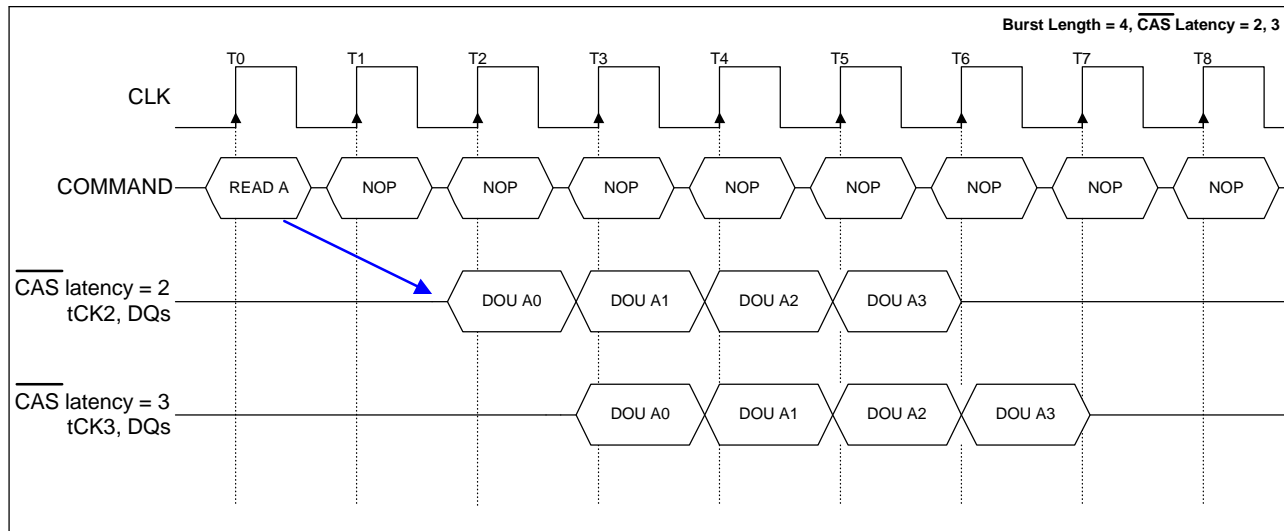 Burst Length = 4, CAS Latency = 2, 3
T0 T1 T2 T3 T4 T5 T6 T7 T8
CLK
COMMAND READ A NOP NOP NOP NOP NOP NOP NOP NOP
CAS latency = 2
tCK2, DQs
DOU A0 DOU A1 DOU A2 DOU A3
CAS latency = 3
tCK3, DQs
DOU A0 DOU A1 DOU A2 DOU A3